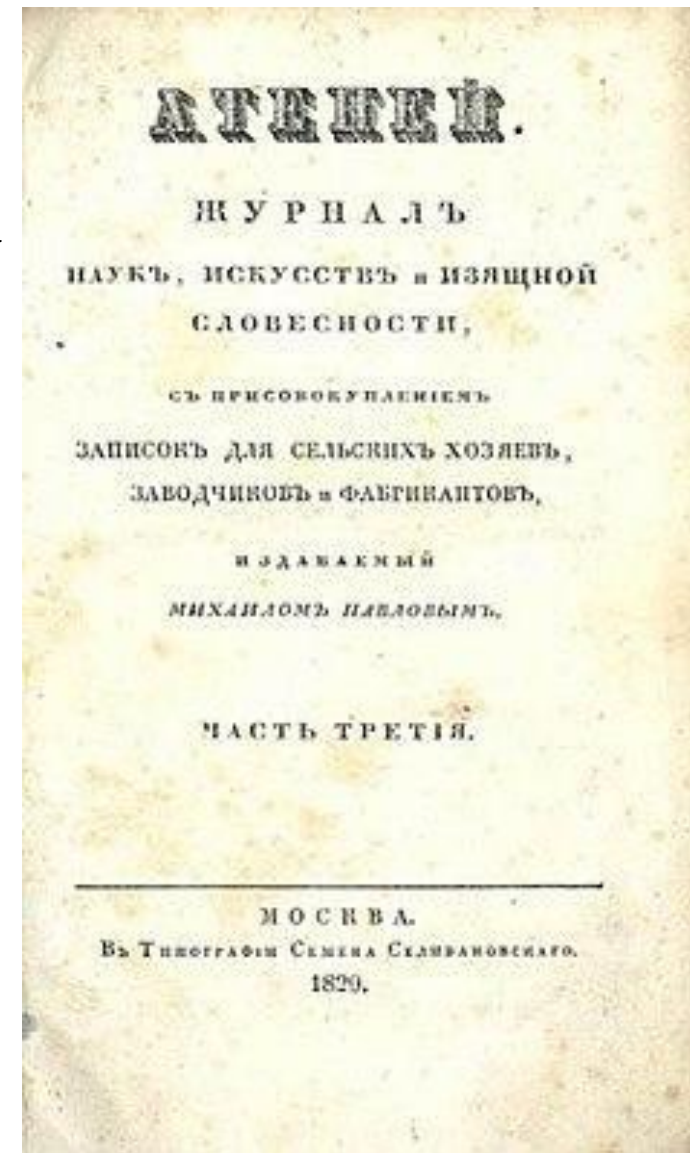 АТЕНЕЙ.
ЖУРНАЛЪ
НАУКЪ, ИСКУССТВЪ и ИЗЯЩНОЙ
СЛОВЕСНОСТИ,
СЪ ПРИСОВОКУПЛЕНІЕМЪ
ЗАПИСОКЪ ДЛЯ СЕЛЬСКИХЪ ХОЗЯЕВЪ,
ЗАВОДЧИКОВЪ и ФАБРИКАНТОВЪ,
ИЗДАВАЕМЫЙ
МИХАИЛОМЪ ПАВЛОВЫМЪ.
ЧАСТЬ ТРЕТІЯ.
МОСКВА.
Въ Типографіи Семена Селивановскаго.
1829.